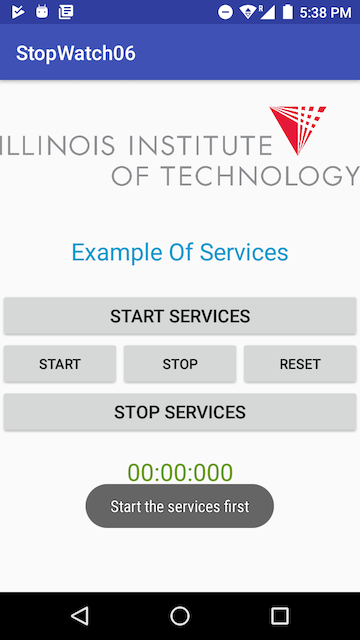 5:38 PM
StopWatch06
ILLINOIS INSTITUTE
OF TECHNOLOGY
Example Of Services
START SERVICES
START STOP RESET
STOP SERVICES
00:00:000
Start the services first